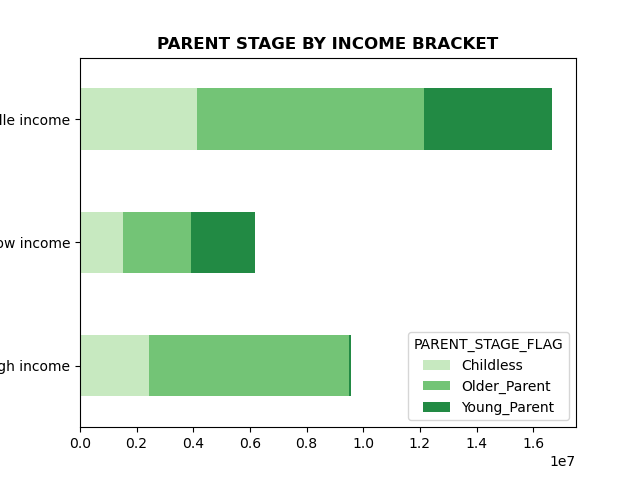 PARENT STAGE BY INCOME BRACKET
lle income
ow income
gh income
PARENT_STAGE_FLAG
Childless
Older_Parent
Young_Parent
0.0 0.2 0.4 0.6 0.8 1.0 1.2 1.4 1.6
1e7